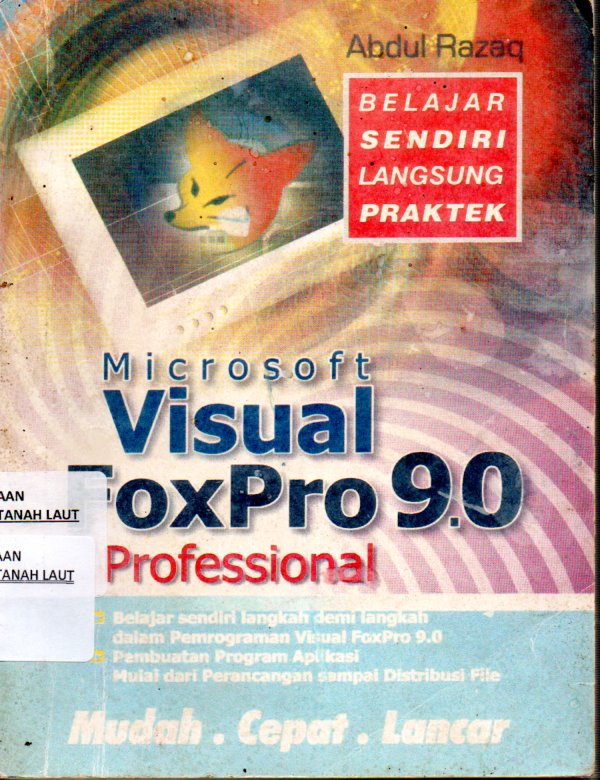 Abdul Razaq
BELAJAR
SENDIRI
LANGSUNG
PRAKTEK
Microsoft
Visual
FoxPro 9.0
Professional
AAN
TANAH LAUT
AAN
TANAH LAUT
Belajar sendiri langkah demi langkah
dalam Pemrograman Visual FoxPro 9.0
Pembuatan Program Aplikasi
Mulai dari Perancangan sampai Distribusi File
Mudah . Cepat . Lancar